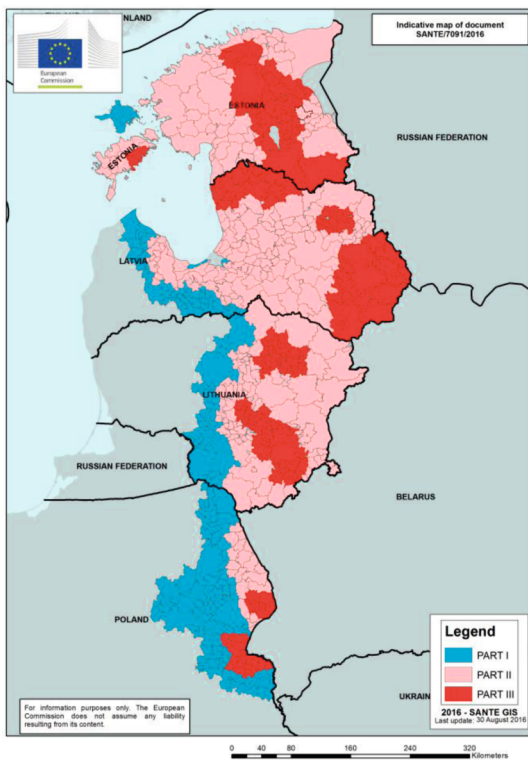 NLAND
Indicative map of document
SANTE/7091/2016
European
Commission
ESTONIA
RUSSIAN FEDERATION
ESTONIA
LATVIA
LITHUANIA
RUSSIAN FEDERATION
BELARUS
POLAND
Legend
PART I
PART II
PART III
UKRAIN
2016 - SANTE GIS
Last update: 30 August 2016
For information purposes only. The European
Commission does not assume any liability
resulting from its content.
0 40 80 160 240 320
Kilometers